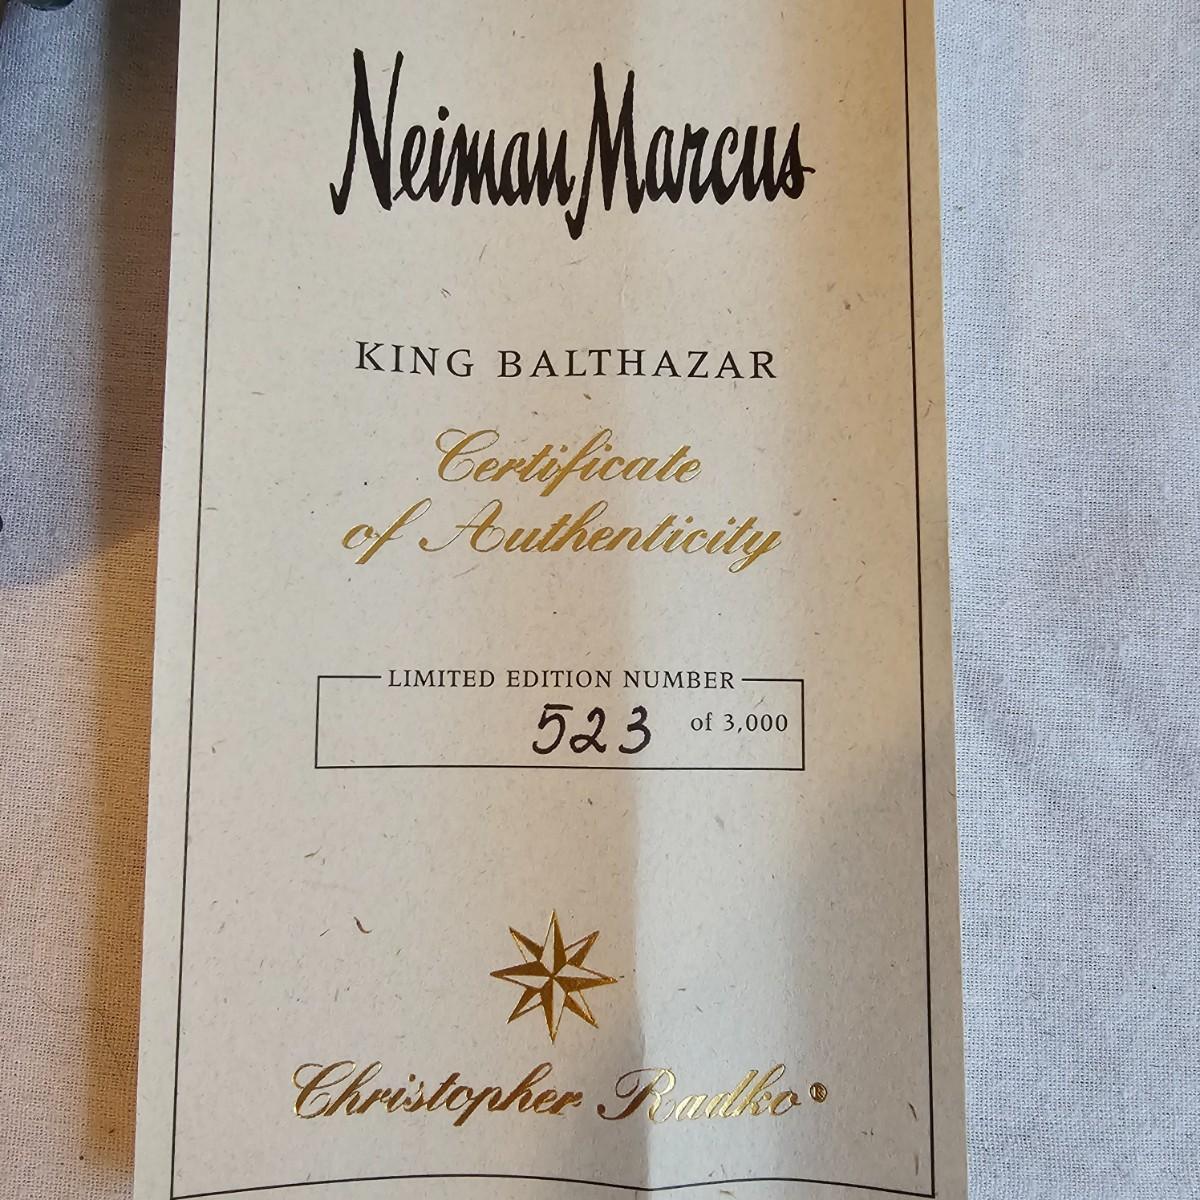 Neiman Marcus
KING BALTHAZAR
Certificate
of Authenticity
LIMITED EDITION NUMBER
523 of 3,000
Christopher Radko®